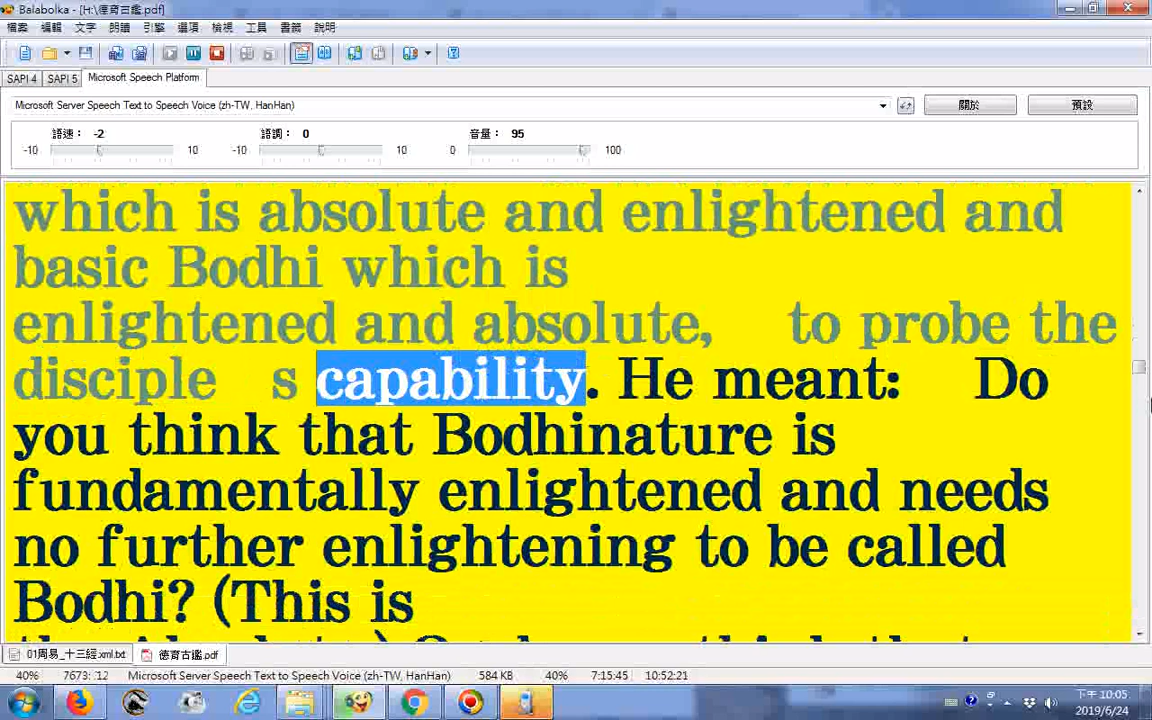 Balabolka - [H:\德育古鑑.pdf]
檔案 編輯 文字 朗讀 引擎 選項 檢視 工具 書籤 說明
SAPI 4 SAPI 5 Microsoft Speech Platform
Microsoft Server Speech Text to Speech Voice (zh-TW, HanHan) 關於 預設
語速： -2 語調： 0 音量： 95
-10 10 -10 10 0 100
which is absolute and enlightened and
basic Bodhi which is
enlightened and absolute, to probe the
disciple s capability. He meant: Do
you think that Bodhinature is
fundamentally enlightened and needs
no further enlightening to be called
Bodhi? (This is
01周易_十三經.xml.txt 德育古鑑.pdf
40% 7673: 12 Microsoft Server Speech Text to Speech Voice (zh-TW, HanHan) 584 KB 40% 7:15:45 10:52:21
下午 10:05
2019/6/24